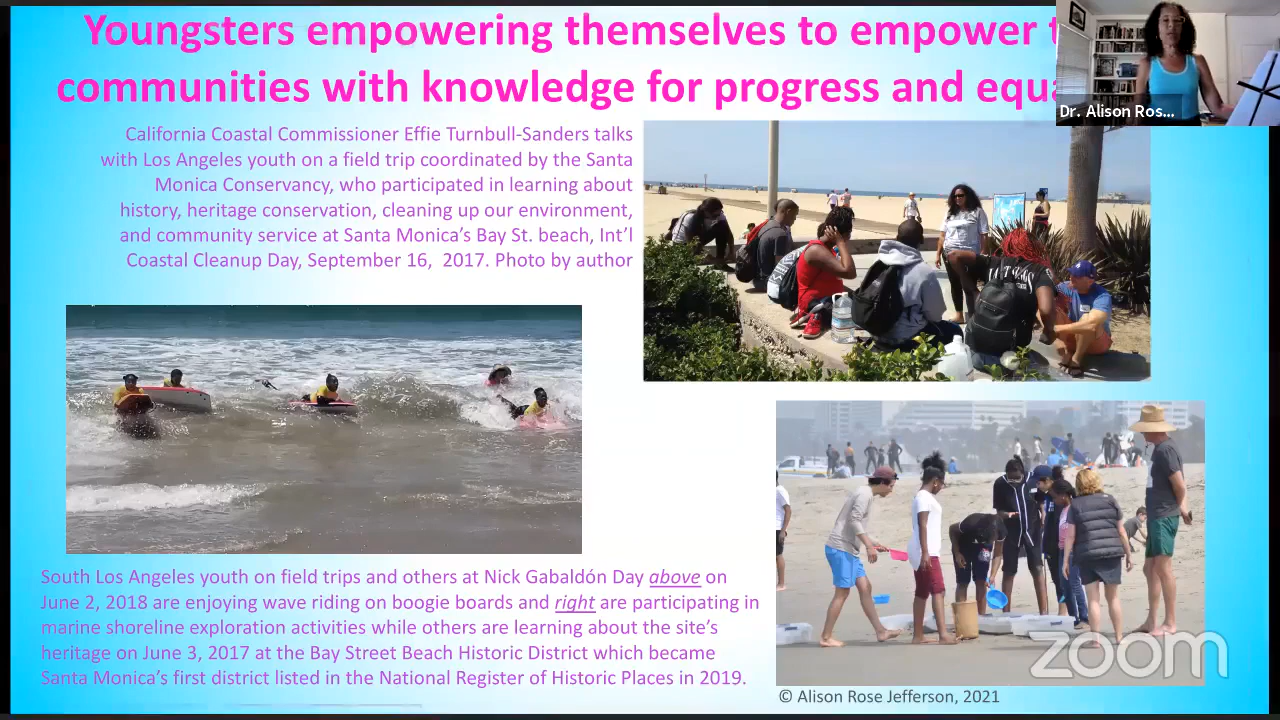 Youngsters empowering themselves to empower
communities with knowledge for progress and
Dr. Alison Ros...
California Coastal Commissioner Effie Turnbull-Sanders talks
with Los Angeles youth on a field trip coordinated by the Santa
Monica Conservancy, who participated in learning about
history, heritage conservation, cleaning up our environment,
and community service at Santa Monica's Bay St. beach, Int'l
Coastal Cleanup Day, September 16, 2017. Photo by author
South Los Angeles youth on field trips and others at Nick Gabaldón Day above on
June 2, 2018 are enjoying wave riding on boogie boards and right are participating in
marine shoreline exploration activities while others are learning about the site's
heritage on June 3, 2017 at the Bay Street Beach Historic District which became
Santa Monica's first district listed in the National Register of Historic Places in 2019.
zoom
© Alison Rose Jefferson, 2021